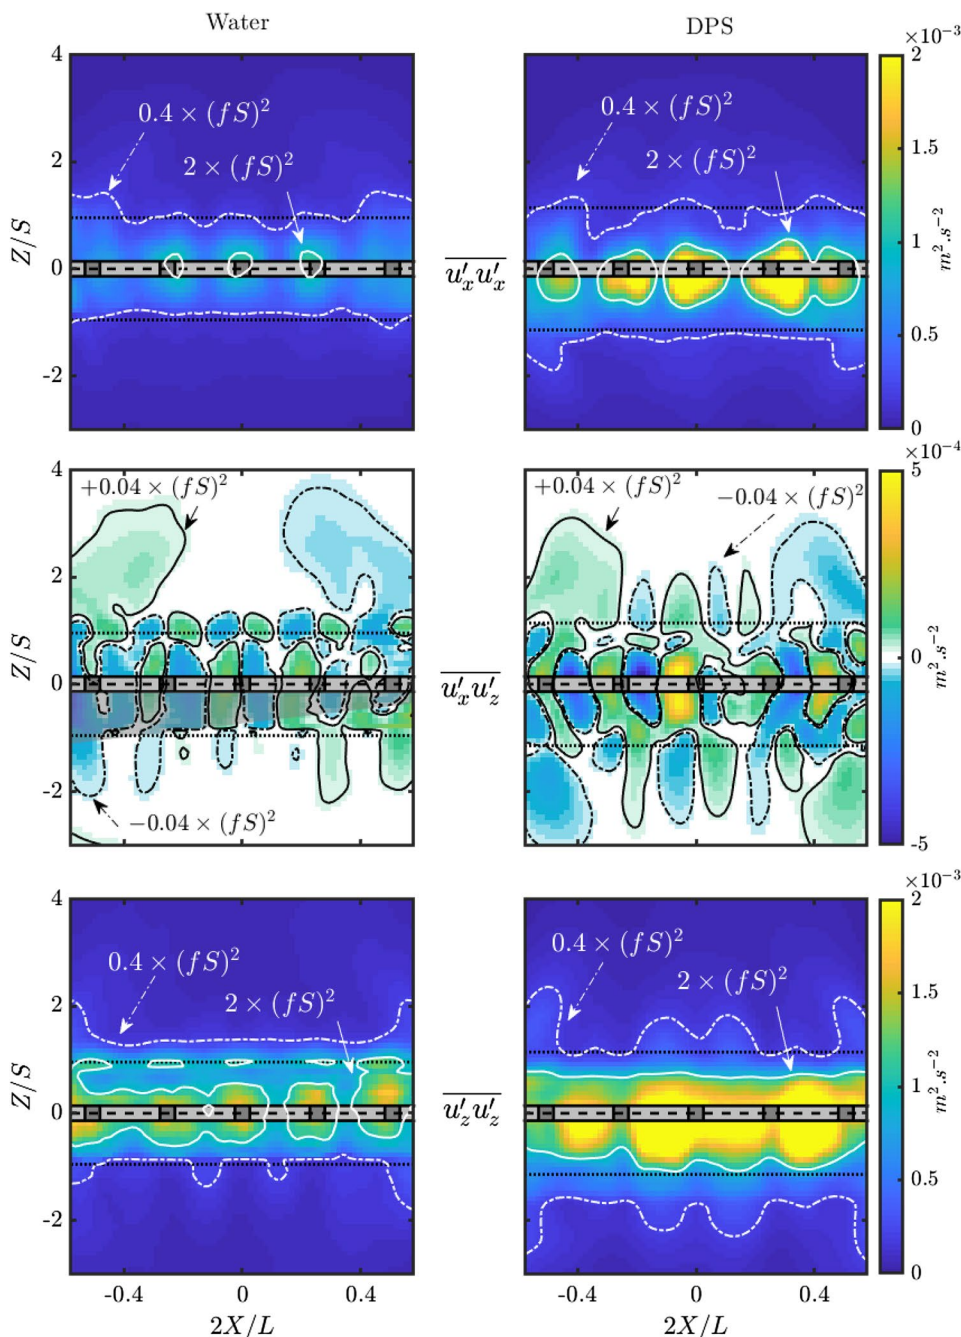 Water
DPS
×10⁻³
4
2
0
-2
Z/S
0.4 × (fS)²
2 × (fS)²
u′ₓu′ₓ
0.4 × (fS)²
2 × (fS)²
2
1.5
1
0.5
0
m².s⁻²
×10⁻⁴
4
2
0
-2
Z/S
+0.04 × (fS)²
−0.04 × (fS)²
u′ₓu′_z
+0.04 × (fS)²
−0.04 × (fS)²
5
0
-5
m².s⁻²
×10⁻³
4
2
0
-2
Z/S
0.4 × (fS)²
2 × (fS)²
u′_zu′_z
0.4 × (fS)²
2 × (fS)²
2
1.5
1
0.5
0
m².s⁻²
-0.4 0 0.4
-0.4 0 0.4
2X/L
2X/L